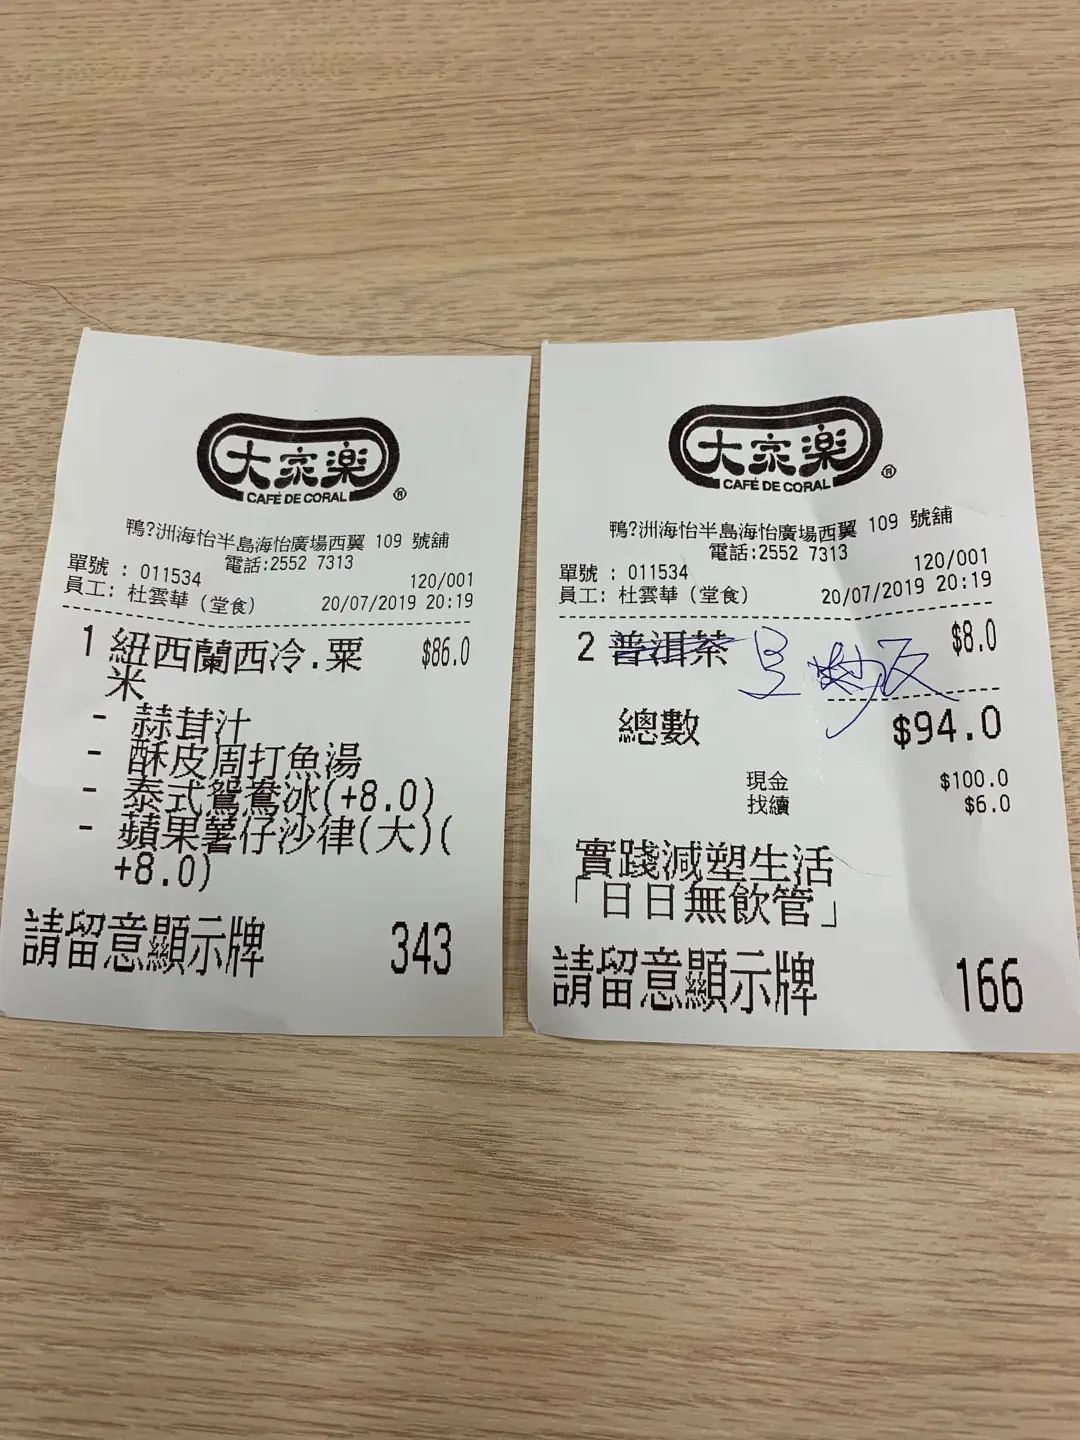 大家樂
CAFÉ DE CORAL
®
鴨?洲海怡半島海怡廣場西翼 109 號舖
電話:2552 7313
單號 : 011534 120/001
員工: 杜雲華 (堂食) 20/07/2019 20:19
1 紐西蘭西冷.粟 $86.0
米
- 蒜茸汁
- 酥皮周打魚湯
- 泰式鴛鴦冰(+8.0)
- 蘋果薯仔沙律(大)(
+8.0)
請留意顯示牌 343
大家樂
CAFÉ DE CORAL
®
鴨?洲海怡半島海怡廣場西翼 109 號舖
電話:2552 7313
單號 : 011534 120/001
員工: 杜雲華 (堂食) 20/07/2019 20:19
2 普洱茶 $8.0
總數 $94.0
現金 $100.0
找續 $6.0
實踐減塑生活
「日日無飲管」
請留意顯示牌 166